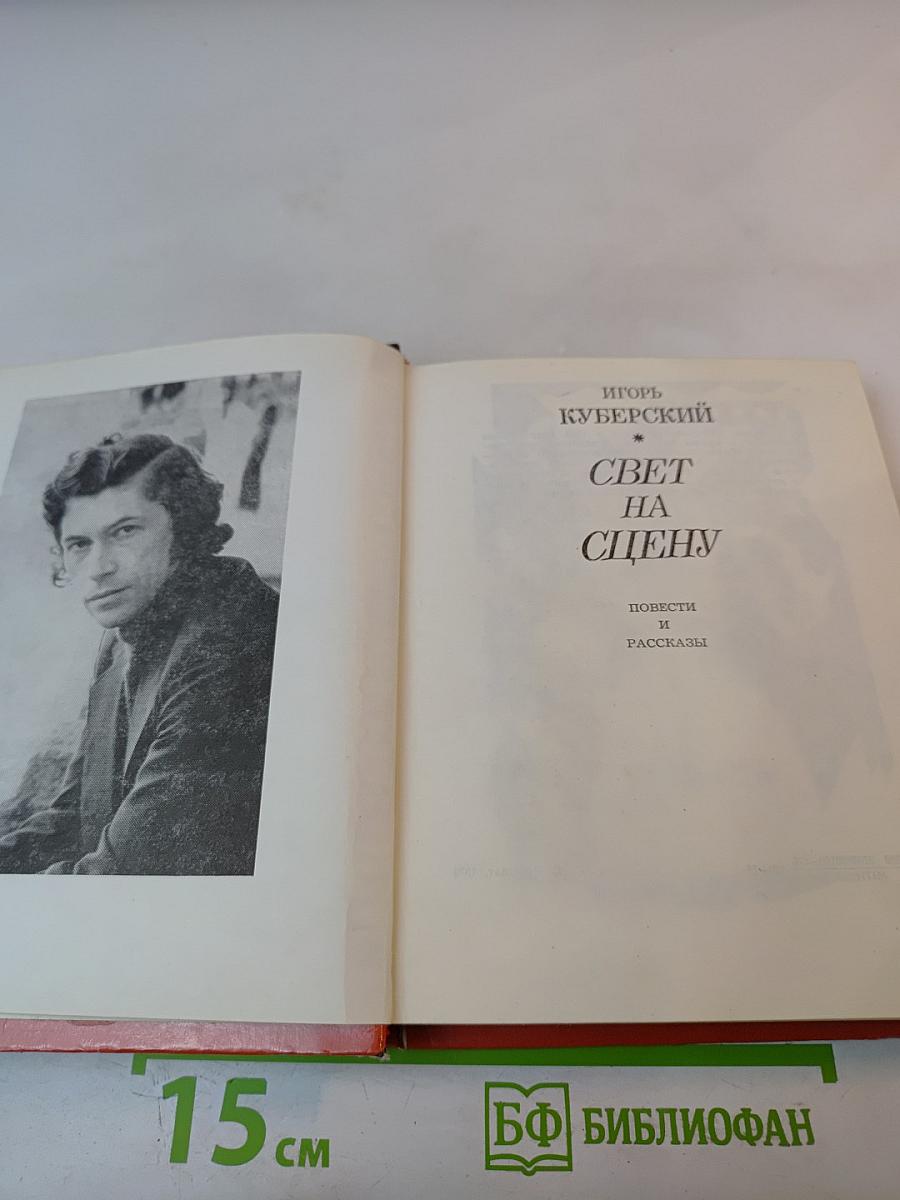 ИГОРЬ
КУБЕРСКИЙ
*
СВЕТ
НА
СЦЕНУ
ПОВЕСТИ
И
РАССКАЗЫ
15 см
БФ БИБЛИОФАН